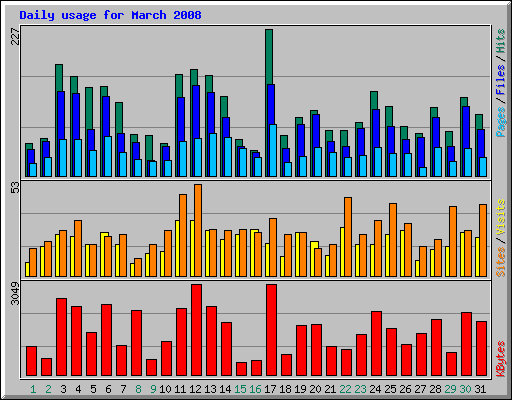 Daily usage for March 2008
227
Pages / Files / Hits
53
Sites / Visits
3049
KBytes
1 2 3 4 5 6 7 8 9 10 11 12 13 14 15 16 17 18 19 20 21 22 23 24 25 26 27 28 29 30 31